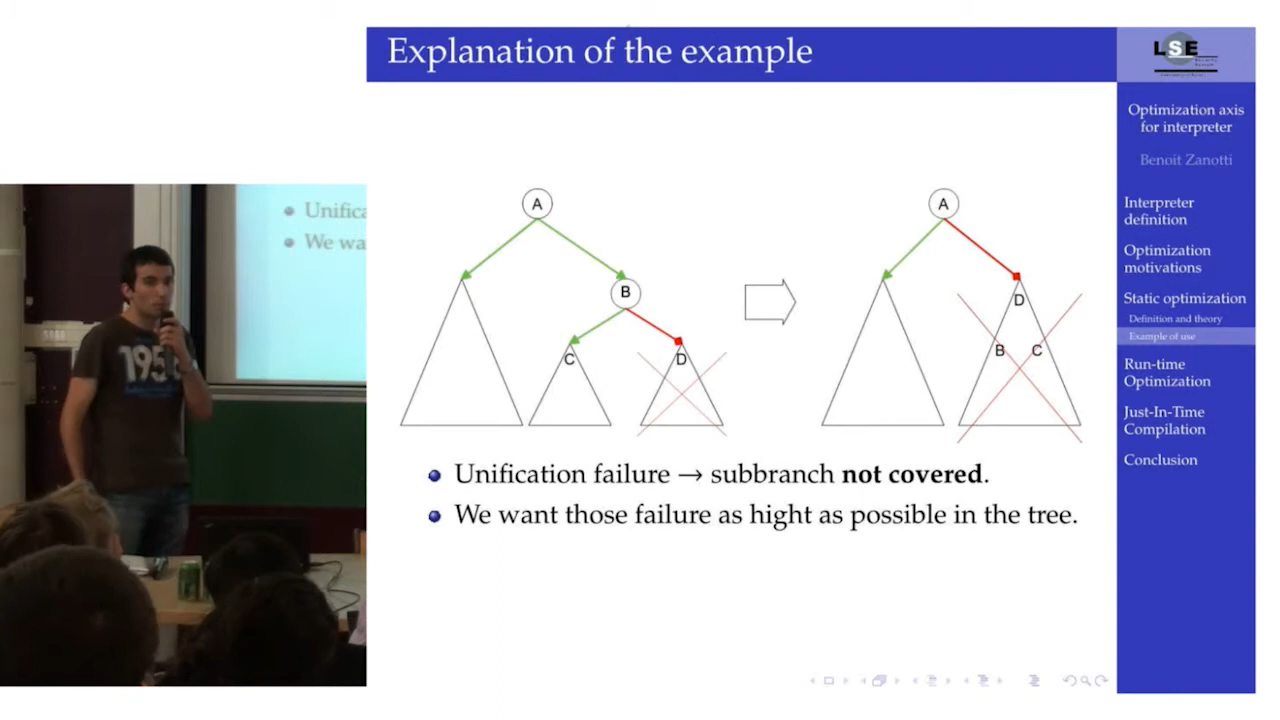 Explanation of the example
LSE
Optimization axis
for interpreter
Benoit Zanotti
Interpreter
definition
Optimization
motivations
Static optimization
Definition and theory
Example of use
Run-time
Optimization
Just-In-Time
Compilation
Conclusion
A
B
C
D
A
D
B
C
Unification failure → subbranch not covered.
We want those failure as hight as possible in the tree.
Unifica
We wa
195